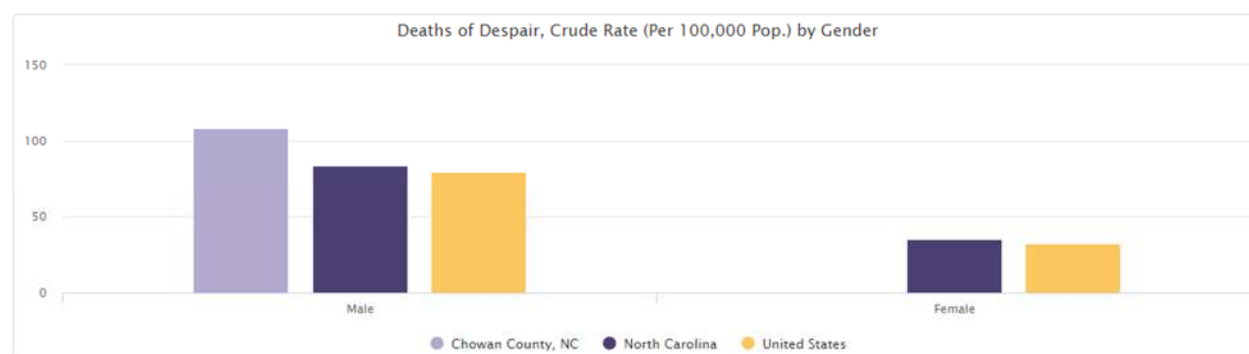 Deaths of Despair, Crude Rate (Per 100,000 Pop.) by Gender
150
100
50
0
Male Female
Chowan County, NC North Carolina United States